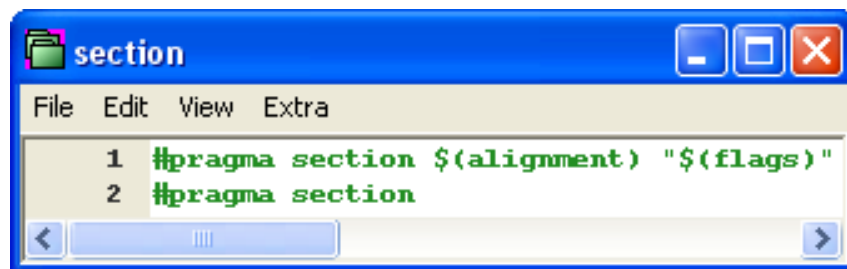 section
File Edit View Extra
1 #pragma section $(alignment) "$(flags)"
2 #pragma section